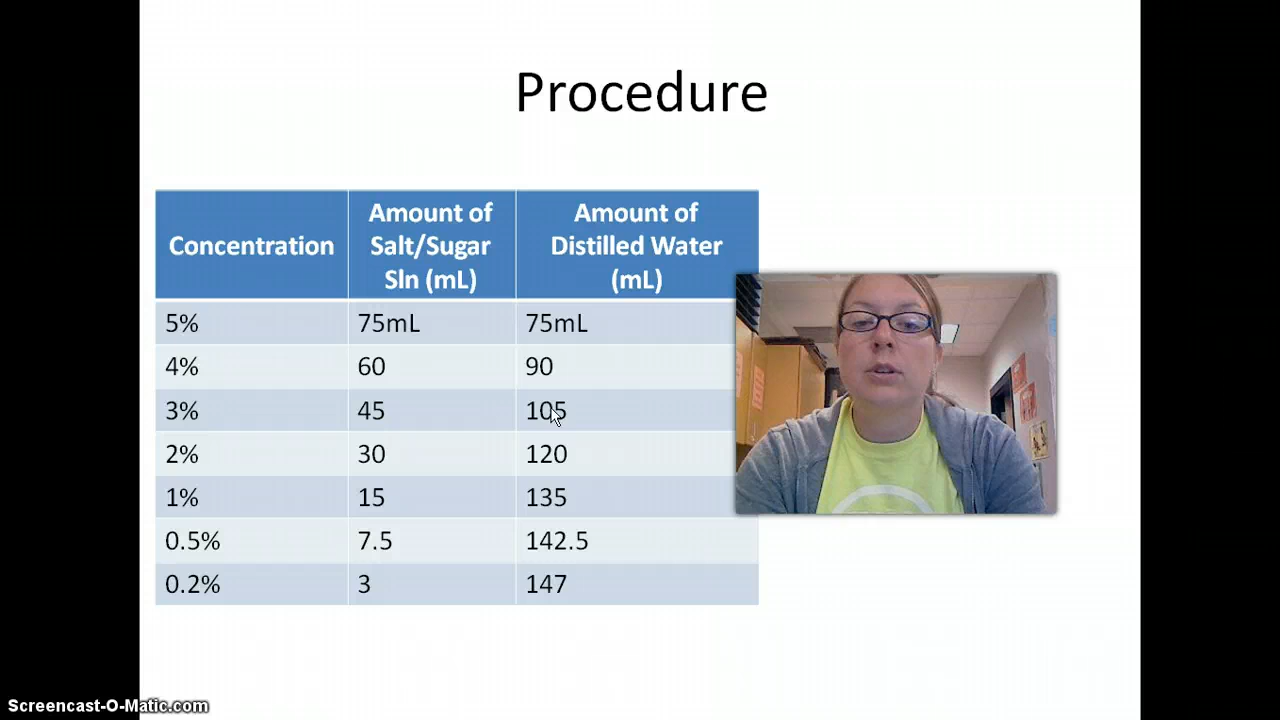 Procedure
Concentration
Amount of
Salt/Sugar
Sln (mL)
Amount of
Distilled Water
(mL)
5% 75mL 75mL
4% 60 90
3% 45 105
2% 30 120
1% 15 135
0.5% 7.5 142.5
0.2% 3 147
Screencast-O-Matic.com